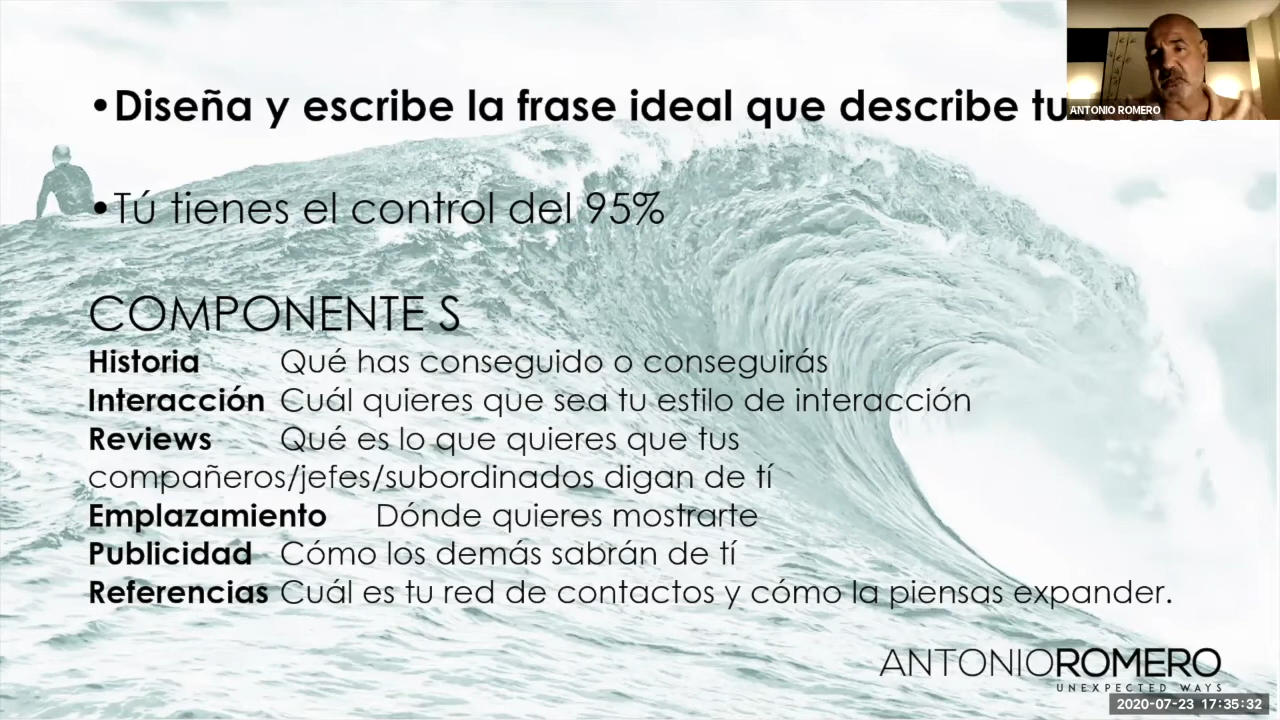 •Diseña y escribe la frase ideal que describe tu
ANTONIO ROMERO
•Tú tienes el control del 95%
COMPONENTE S
Historia Qué has conseguido o conseguirás
Interacción Cuál quieres que sea tu estilo de interacción
Reviews Qué es lo que quieres que tus
compañeros/jefes/subordinados digan de tí
Emplazamiento Dónde quieres mostrarte
Publicidad Cómo los demás sabrán de tí
Referencias Cuál es tu red de contactos y cómo la piensas expander.
ANTONIOROMERO
UNEXPECTED WAYS
2020-07-23 17:35:32